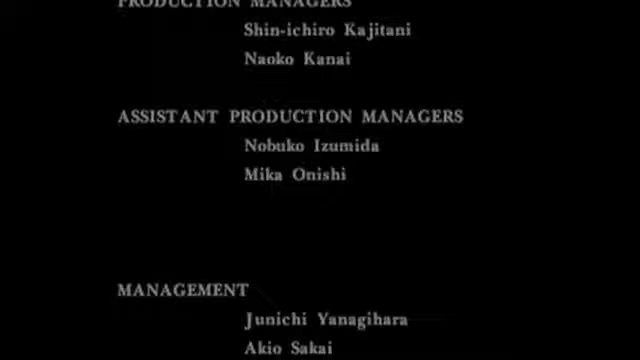 PRODUCTION MANAGERS
Shin-ichiro Kajitani
Naoko Kanai
ASSISTANT PRODUCTION MANAGERS
Nobuko Izumida
Mika Onishi
MANAGEMENT
Junichi Yanagihara
Akio Sakai